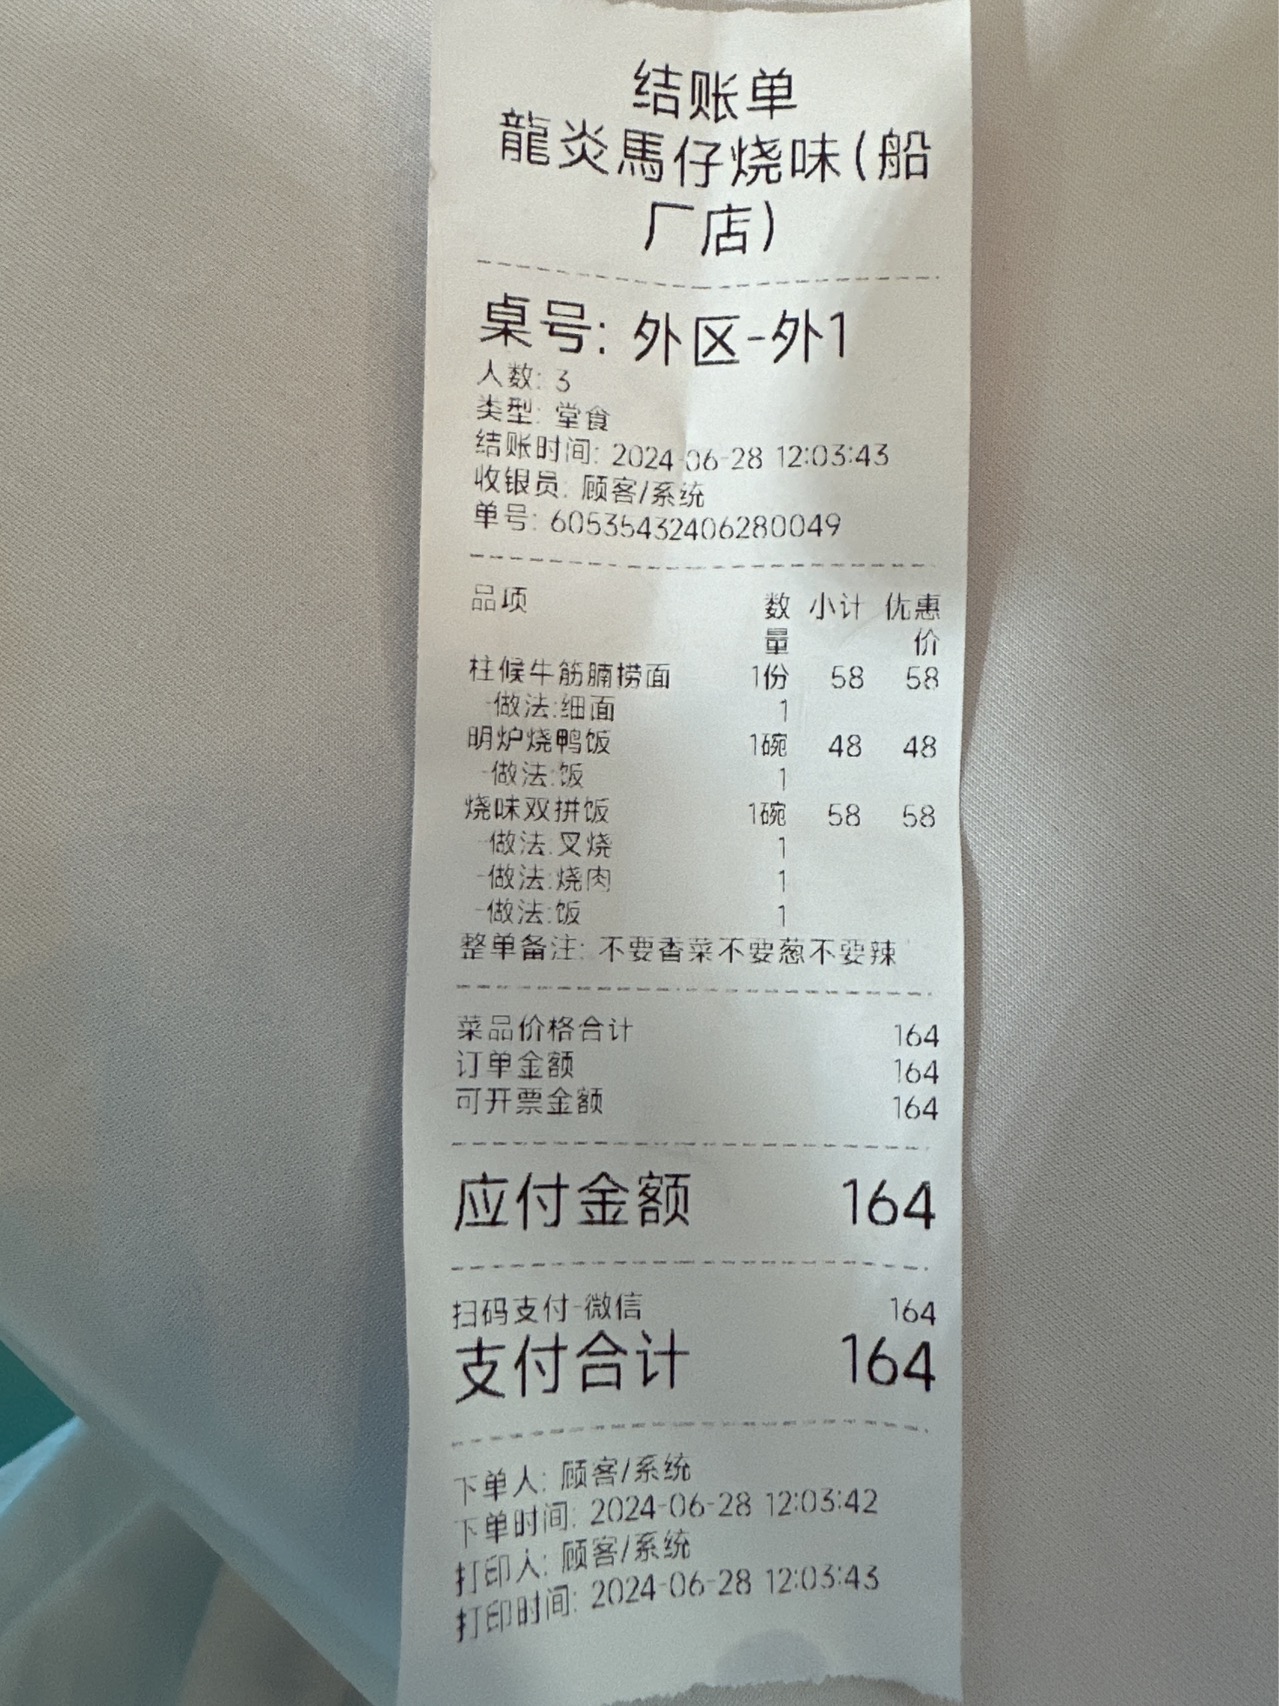 结账单
龍炎馬仔烧味(船
厂店)
桌号: 外区-外1
人数: 3
类型: 堂食
结账时间: 2024-06-28 12:03:43
收银员: 顾客/系统
单号: 60535432406280049
品项 数 小计 优惠
量 价
柱候牛筋腩捞面 1份 58 58
-做法:细面 1
明炉烧鸭饭 1碗 48 48
-做法:饭 1
烧味双拼饭 1碗 58 58
-做法:叉烧 1
-做法:烧肉 1
-做法:饭 1
整单备注: 不要香菜不要葱不要辣
菜品价格合计 164
订单金额 164
可开票金额 164
应付金额 164
扫码支付-微信 164
支付合计 164
下单人: 顾客/系统
下单时间: 2024-06-28 12:03:42
打印人: 顾客/系统
打印时间: 2024-06-28 12:03:43